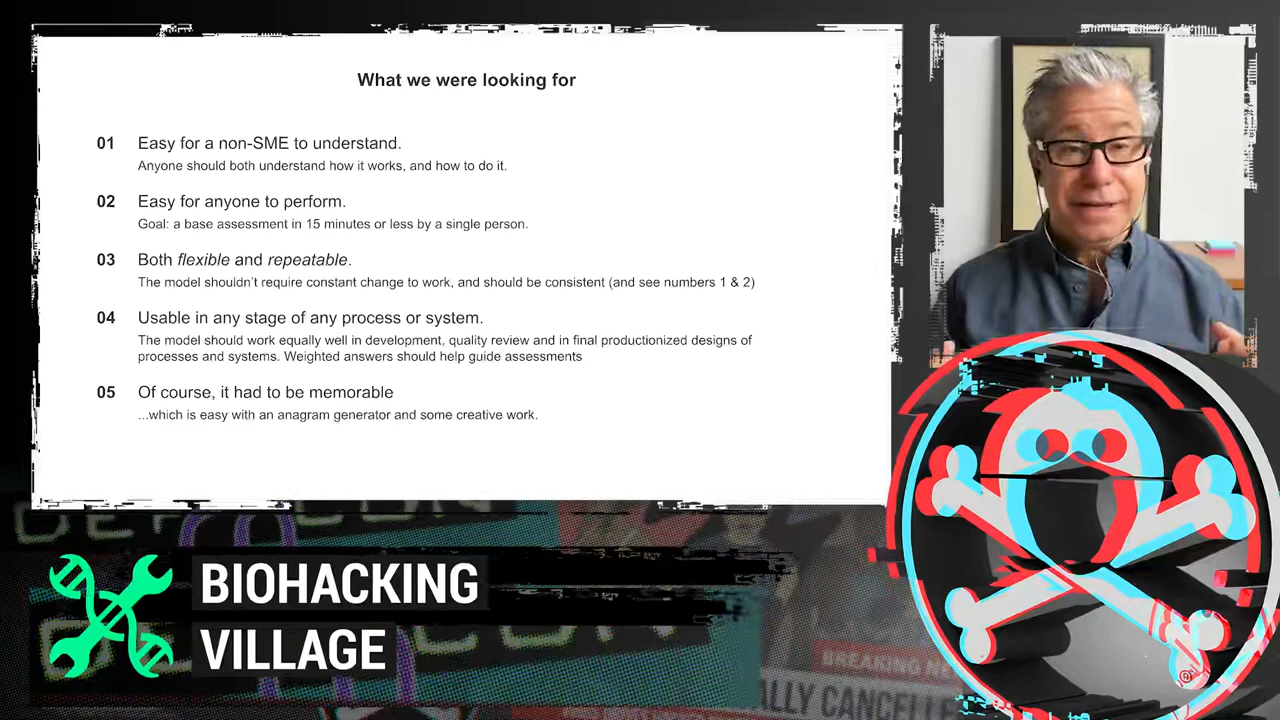 What we were looking for
01 Easy for a non-SME to understand.
Anyone should both understand how it works, and how to do it.
02 Easy for anyone to perform.
Goal: a base assessment in 15 minutes or less by a single person.
03 Both flexible and repeatable.
The model shouldn't require constant change to work, and should be consistent (and see numbers 1 & 2)
04 Usable in any stage of any process or system.
The model should work equally well in development, quality review and in final productionized designs of
processes and systems. Weighted answers should help guide assessments
05 Of course, it had to be memorable
...which is easy with an anagram generator and some creative work.
BIOHACKING
VILLAGE
BREAKING
ALLY CANCELLE
®